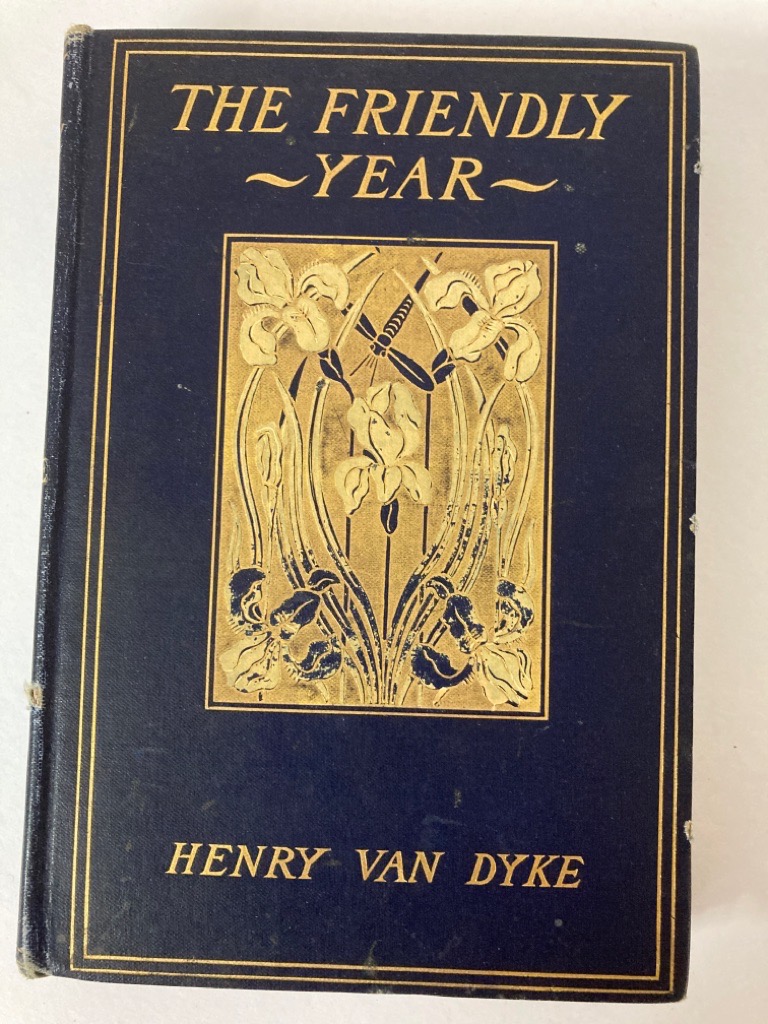 THE FRIENDLY
~YEAR~
HENRY VAN DYKE